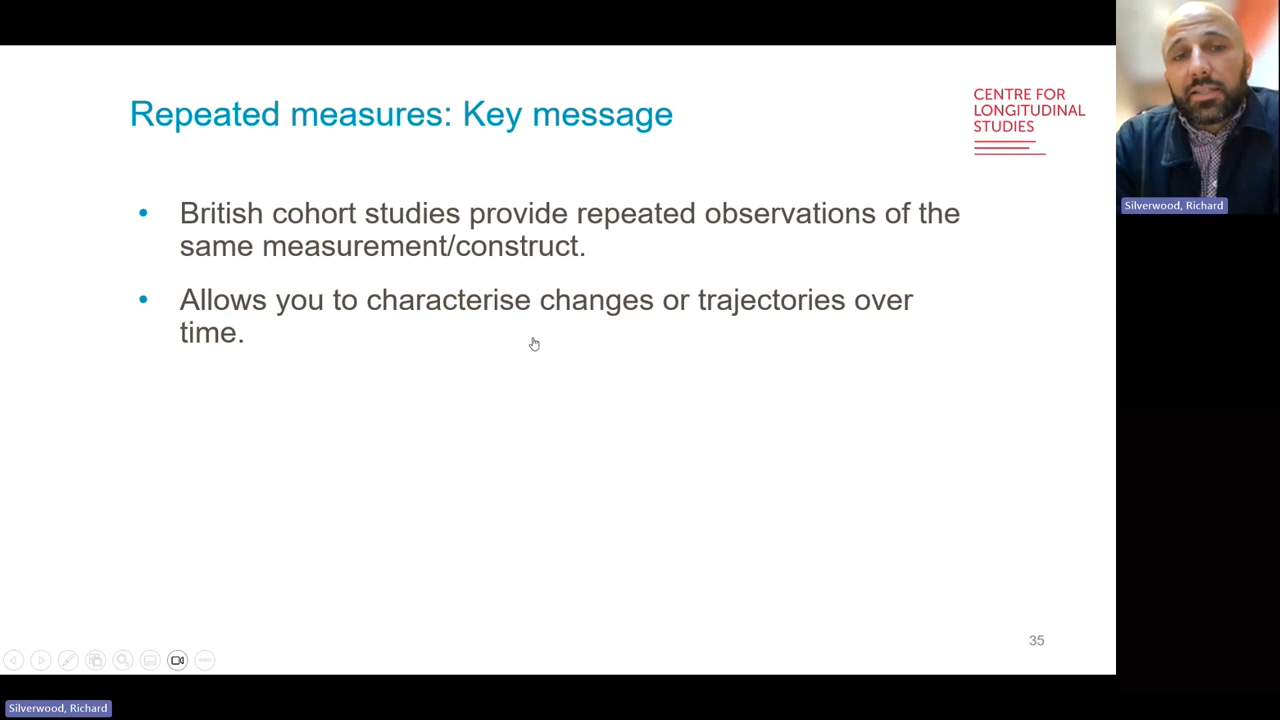 Repeated measures: Key message
CENTRE FOR
LONGITUDINAL
STUDIES
• British cohort studies provide repeated observations of the
same measurement/construct.
• Allows you to characterise changes or trajectories over
time.
35
Silverwood, Richard
Silverwood, Richard